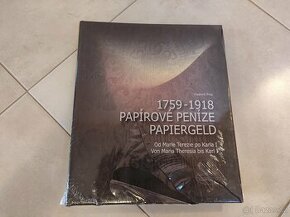 1759-1918
PAPÍROVÉ PENÍZE
PAPIERGELD
Od Marie Terezie po Karla I.
Von Maria Theresia bis Karl I.